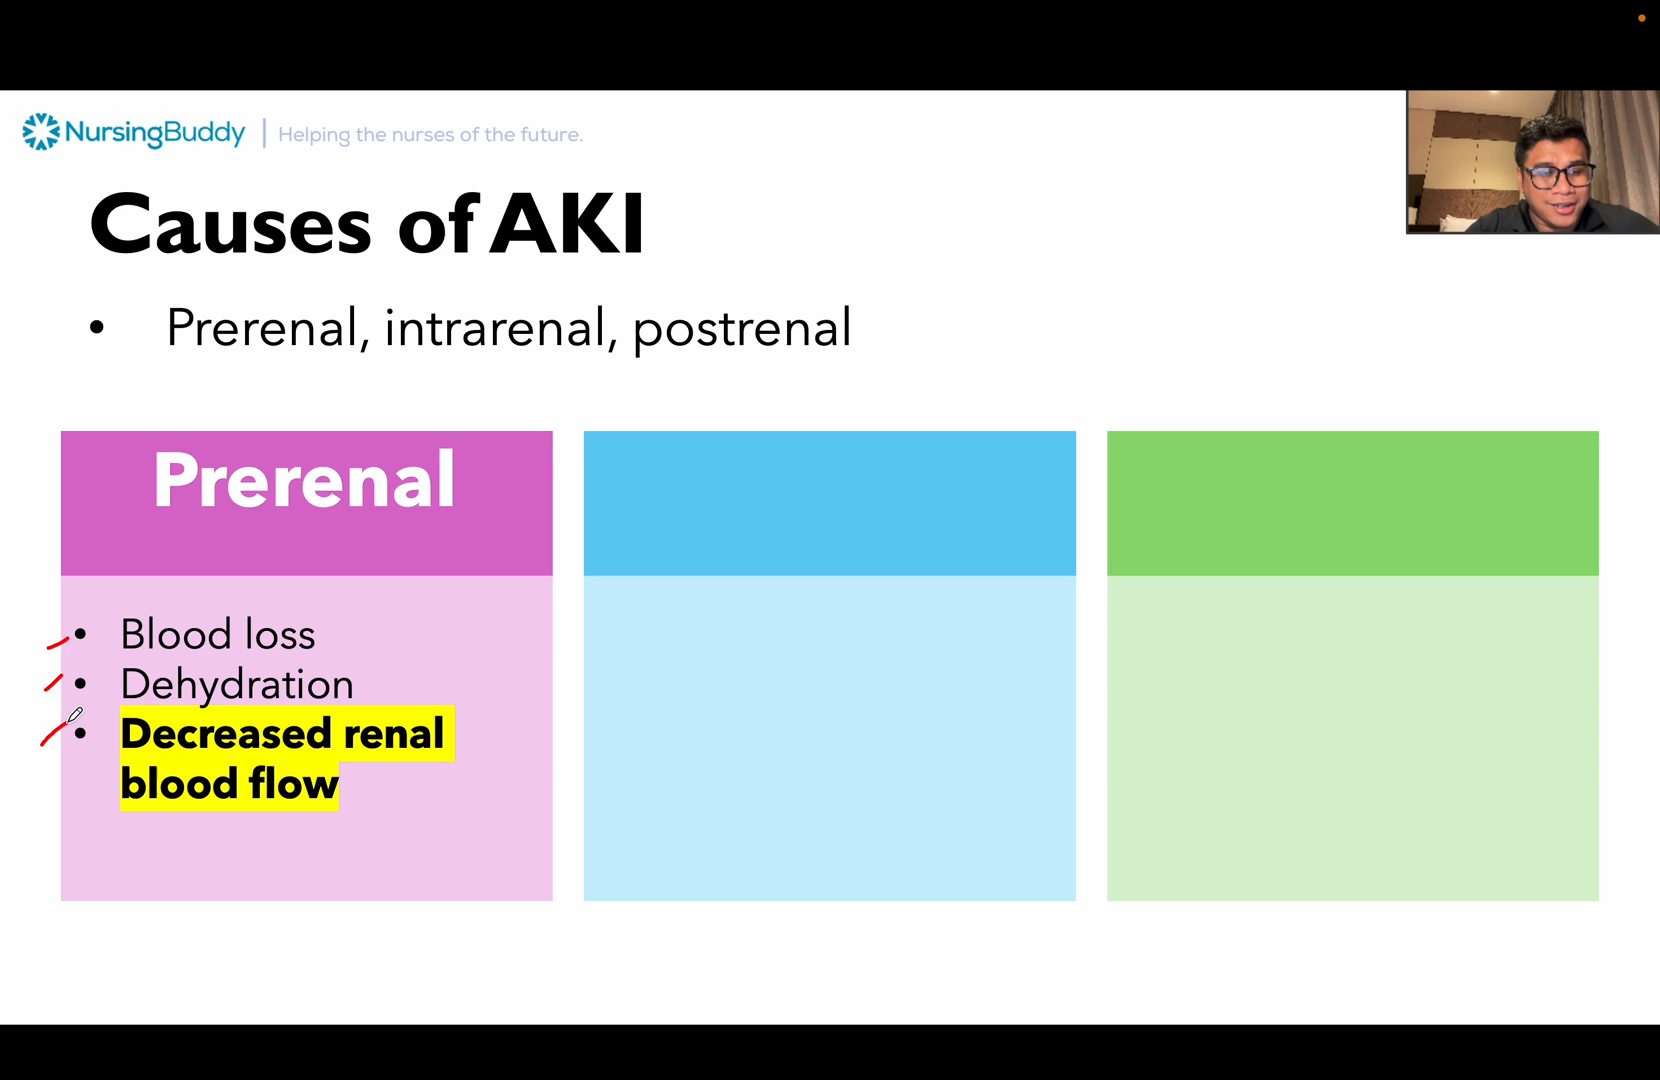 NursingBuddy | Helping the nurses of the future.
Causes of AKI
• Prerenal, intrarenal, postrenal
Prerenal
• Blood loss
• Dehydration
• Decreased renal
blood flow